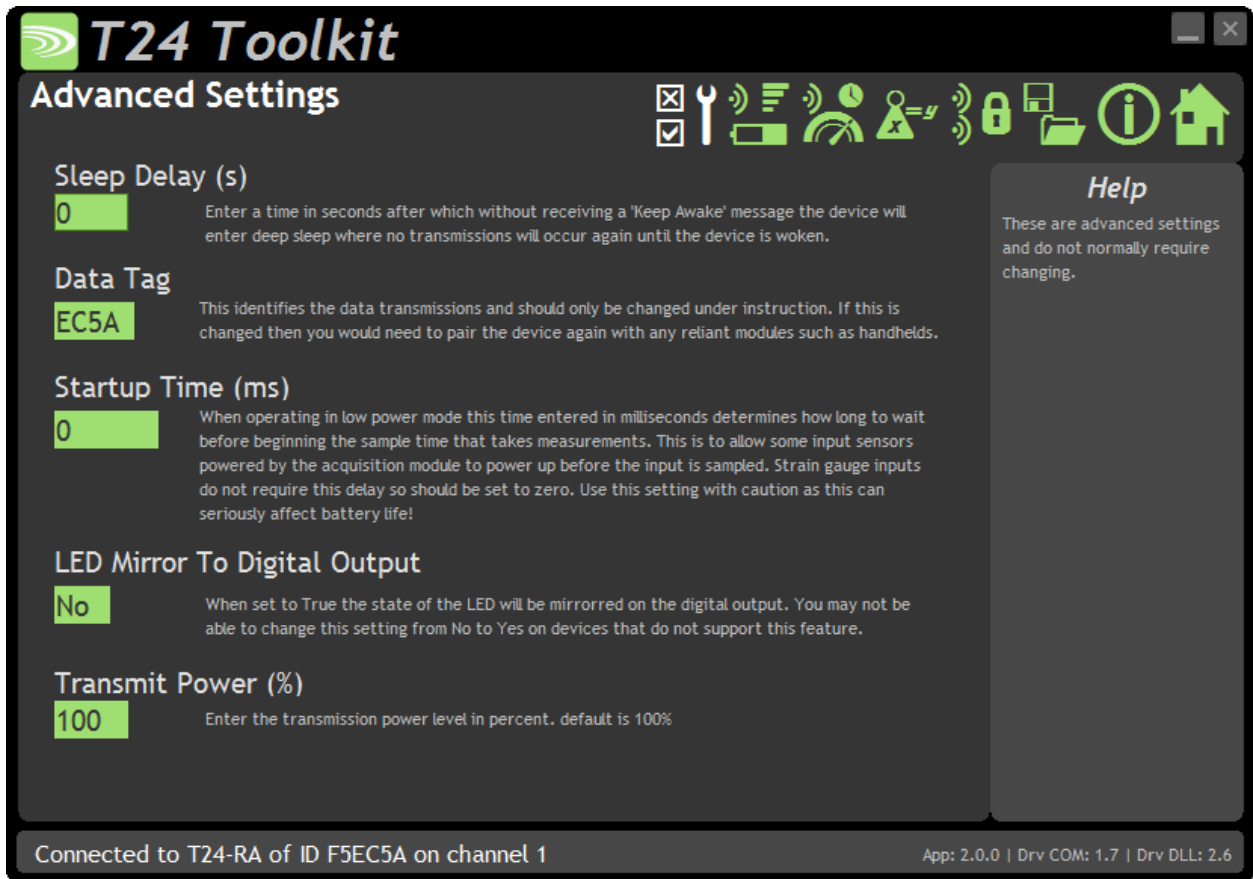 T24 Toolkit
Advanced Settings
x=y
Sleep Delay (s)
0
Enter a time in seconds after which without receiving a 'Keep Awake' message the device will
enter deep sleep where no transmissions will occur again until the device is woken.
Data Tag
EC5A
This identifies the data transmissions and should only be changed under instruction. If this is
changed then you would need to pair the device again with any reliant modules such as handhelds.
Startup Time (ms)
0
When operating in low power mode this time entered in milliseconds determines how long to wait
before beginning the sample time that takes measurements. This is to allow some input sensors
powered by the acquisition module to power up before the input is sampled. Strain gauge inputs
do not require this delay so should be set to zero. Use this setting with caution as this can
seriously affect battery life!
LED Mirror To Digital Output
No
When set to True the state of the LED will be mirrorred on the digital output. You may not be
able to change this setting from No to Yes on devices that do not support this feature.
Transmit Power (%)
100
Enter the transmission power level in percent. default is 100%
Help
These are advanced settings
and do not normally require
changing.
Connected to T24-RA of ID F5EC5A on channel 1
App: 2.0.0 | Drv COM: 1.7 | Drv DLL: 2.6